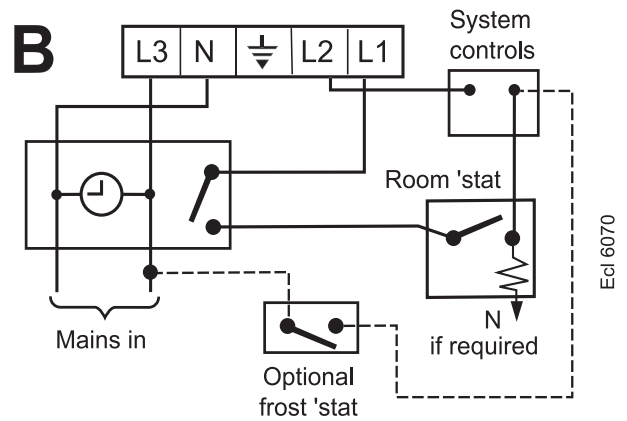 B
L3 N L2 L1
System
controls
Room 'stat
N
if required
Mains in
Optional
frost 'stat
Ecl 6070